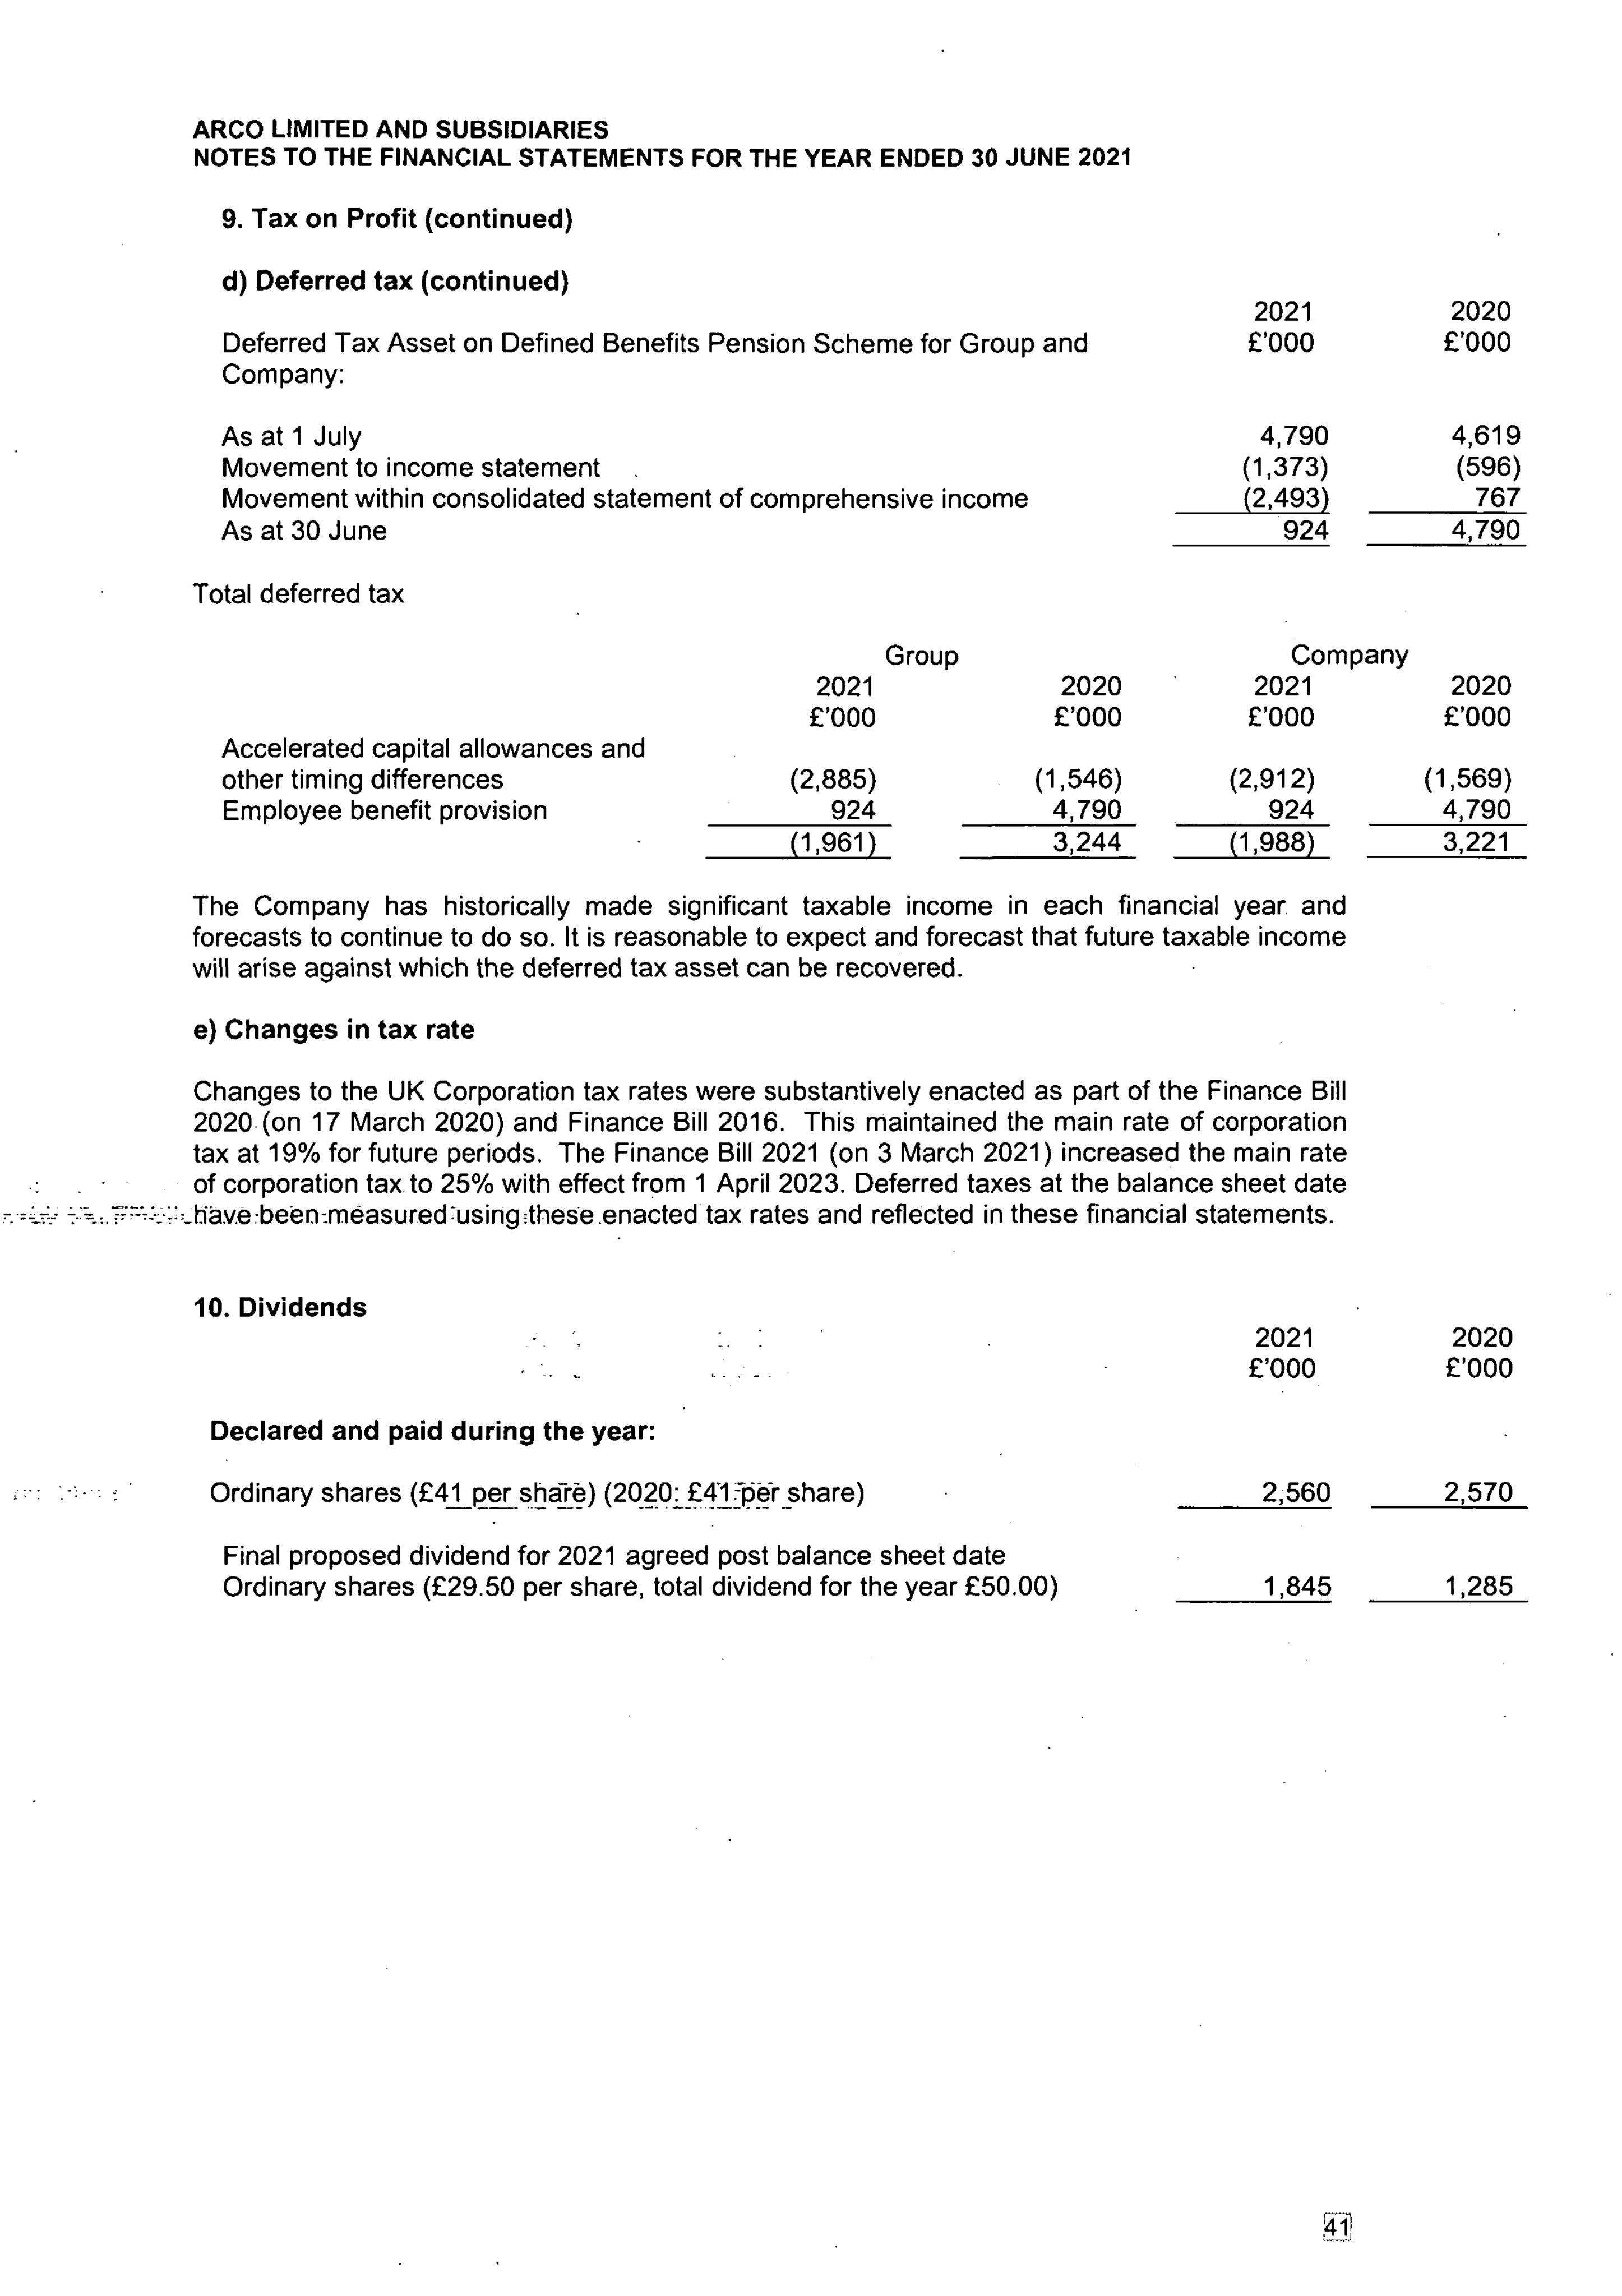 ARCO LIMITED AND SUBSIDIARIES
NOTES TO THE FINANCIAL STATEMENTS FOR THE YEAR ENDED 30 JUNE 2021
9. Tax on Profit (continued)
d) Deferred tax (continued)
2021 2020
Deferred Tax Asset on Defined Benefits Pension Scheme for Group and £'000 £'000
Company:
As at 1 July 4,790 4,619
Movement to income statement (1,373) (596)
Movement within consolidated statement of comprehensive income (2,493) 767
As at 30 June 924 4,790
Total deferred tax
Group Company
2021 2020 2021 2020
£'000 £'000 £'000 £'000
Accelerated capital allowances and
other timing differences (2,885) (1,546) (2,912) (1,569)
Employee benefit provision 924 4,790 924 4,790
(1,961) 3,244 (1,988) 3,221
The Company has historically made significant taxable income in each financial year and
forecasts to continue to do so. It is reasonable to expect and forecast that future taxable income
will arise against which the deferred tax asset can be recovered.
e) Changes in tax rate
Changes to the UK Corporation tax rates were substantively enacted as part of the Finance Bill
2020 (on 17 March 2020) and Finance Bill 2016. This maintained the main rate of corporation
tax at 19% for future periods. The Finance Bill 2021 (on 3 March 2021) increased the main rate
of corporation tax to 25% with effect from 1 April 2023. Deferred taxes at the balance sheet date
have been measured using these enacted tax rates and reflected in these financial statements.
10. Dividends
2021 2020
£'000 £'000
Declared and paid during the year:
Ordinary shares (£41 per share) (2020: £41 per share) 2,560 2,570
Final proposed dividend for 2021 agreed post balance sheet date
Ordinary shares (£29.50 per share, total dividend for the year £50.00) 1,845 1,285
41